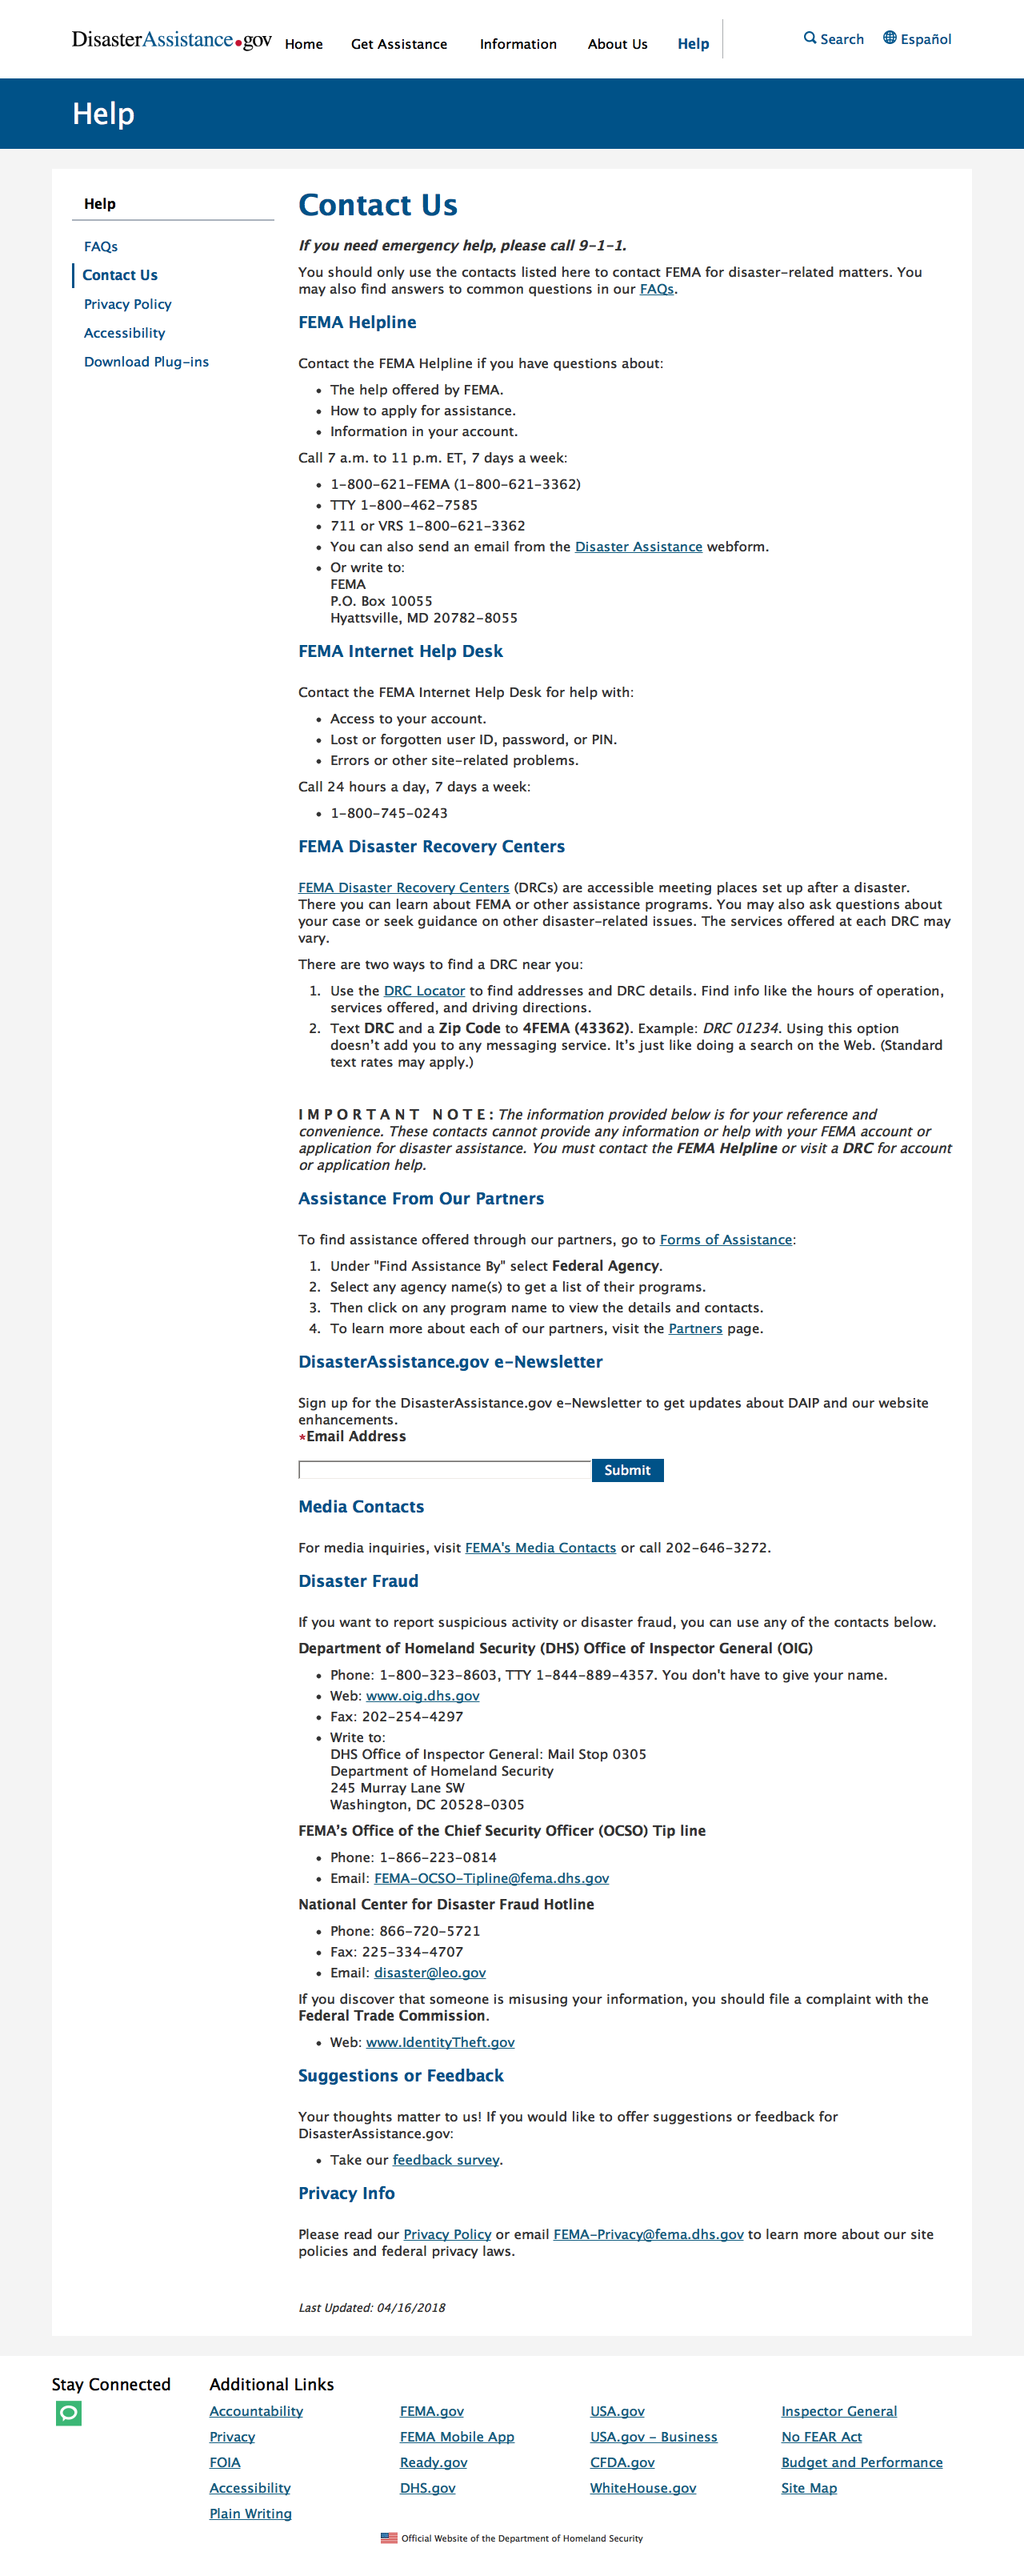 DisasterAssistance.gov Home Get Assistance Information About Us Help Search Español
Help
Help
FAQs
Contact Us
Privacy Policy
Accessibility
Download Plug-ins
Contact Us
If you need emergency help, please call 9-1-1.
You should only use the contacts listed here to contact FEMA for disaster-related matters. You
may also find answers to common questions in our FAQs.
FEMA Helpline
Contact the FEMA Helpline if you have questions about:
• The help offered by FEMA.
• How to apply for assistance.
• Information in your account.
Call 7 a.m. to 11 p.m. ET, 7 days a week:
• 1-800-621-FEMA (1-800-621-3362)
• TTY 1-800-462-7585
• 711 or VRS 1-800-621-3362
• You can also send an email from the Disaster Assistance webform.
• Or write to:
FEMA
P.O. Box 10055
Hyattsville, MD 20782-8055
FEMA Internet Help Desk
Contact the FEMA Internet Help Desk for help with:
• Access to your account.
• Lost or forgotten user ID, password, or PIN.
• Errors or other site-related problems.
Call 24 hours a day, 7 days a week:
• 1-800-745-0243
FEMA Disaster Recovery Centers
FEMA Disaster Recovery Centers (DRCs) are accessible meeting places set up after a disaster.
There you can learn about FEMA or other assistance programs. You may also ask questions about
your case or seek guidance on other disaster-related issues. The services offered at each DRC may
vary.
There are two ways to find a DRC near you:
1. Use the DRC Locator to find addresses and DRC details. Find info like the hours of operation,
services offered, and driving directions.
2. Text DRC and a Zip Code to 4FEMA (43362). Example: DRC 01234. Using this option
doesn't add you to any messaging service. It's just like doing a search on the Web. (Standard
text rates may apply.)
IMPORTANT NOTE: The information provided below is for your reference and
convenience. These contacts cannot provide any information or help with your FEMA account or
application for disaster assistance. You must contact the FEMA Helpline or visit a DRC for account
or application help.
Assistance From Our Partners
To find assistance offered through our partners, go to Forms of Assistance:
1. Under "Find Assistance By" select Federal Agency.
2. Select any agency name(s) to get a list of their programs.
3. Then click on any program name to view the details and contacts.
4. To learn more about each of our partners, visit the Partners page.
DisasterAssistance.gov e-Newsletter
Sign up for the DisasterAssistance.gov e-Newsletter to get updates about DAIP and our website
enhancements.
*Email Address
Submit
Media Contacts
For media inquiries, visit FEMA's Media Contacts or call 202-646-3272.
Disaster Fraud
If you want to report suspicious activity or disaster fraud, you can use any of the contacts below.
Department of Homeland Security (DHS) Office of Inspector General (OIG)
• Phone: 1-800-323-8603, TTY 1-844-889-4357. You don't have to give your name.
• Web: www.oig.dhs.gov
• Fax: 202-254-4297
• Write to:
DHS Office of Inspector General: Mail Stop 0305
Department of Homeland Security
245 Murray Lane SW
Washington, DC 20528-0305
FEMA's Office of the Chief Security Officer (OCSO) Tip line
• Phone: 1-866-223-0814
• Email: FEMA-OCSO-Tipline@fema.dhs.gov
National Center for Disaster Fraud Hotline
• Phone: 866-720-5721
• Fax: 225-334-4707
• Email: disaster@leo.gov
If you discover that someone is misusing your information, you should file a complaint with the
Federal Trade Commission.
• Web: www.IdentityTheft.gov
Suggestions or Feedback
Your thoughts matter to us! If you would like to offer suggestions or feedback for
DisasterAssistance.gov:
• Take our feedback survey.
Privacy Info
Please read our Privacy Policy or email FEMA-Privacy@fema.dhs.gov to learn more about our site
policies and federal privacy laws.
Last Updated: 04/16/2018
Stay Connected
Additional Links
Accountability FEMA.gov USA.gov Inspector General
Privacy FEMA Mobile App USA.gov - Business No FEAR Act
FOIA Ready.gov CFDA.gov Budget and Performance
Accessibility DHS.gov WhiteHouse.gov Site Map
Plain Writing
Official Website of the Department of Homeland Security